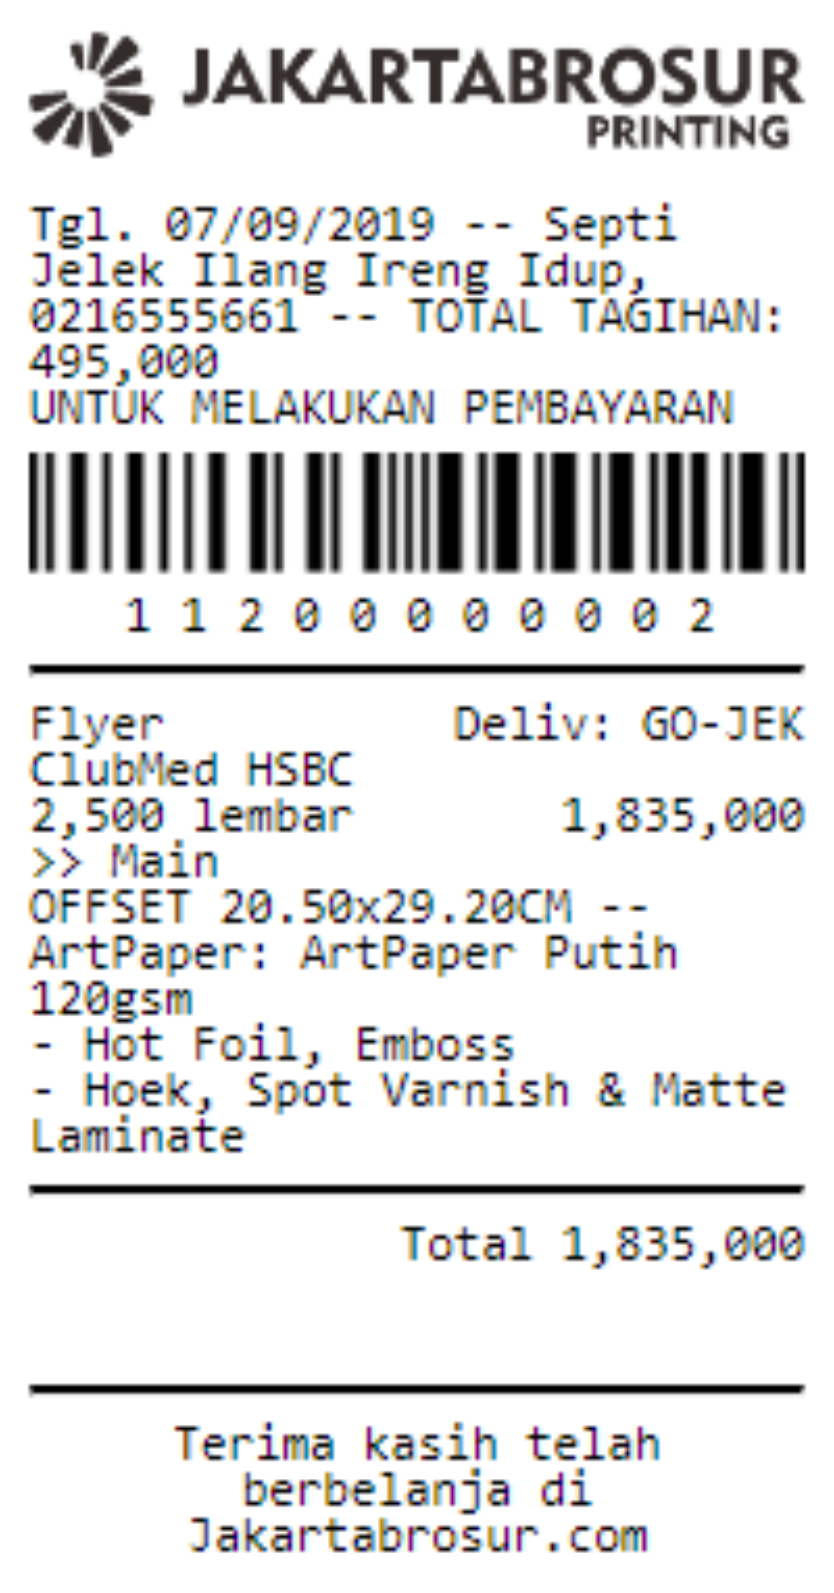 JAKARTABROSUR
PRINTING
Tgl. 07/09/2019 -- Septi
Jelek Ilang Ireng Idup,
0216555661 -- TOTAL TAGIHAN:
495,000
UNTUK MELAKUKAN PEMBAYARAN
1 1 2 0 0 0 0 0 0 0 2
Flyer Deliv: GO-JEK
ClubMed HSBC
2,500 lembar 1,835,000
>> Main
OFFSET 20.50x29.20CM --
ArtPaper: ArtPaper Putih
120gsm
- Hot Foil, Emboss
- Hoek, Spot Varnish & Matte
Laminate
Total 1,835,000
Terima kasih telah
berbelanja di
Jakartabrosur.com